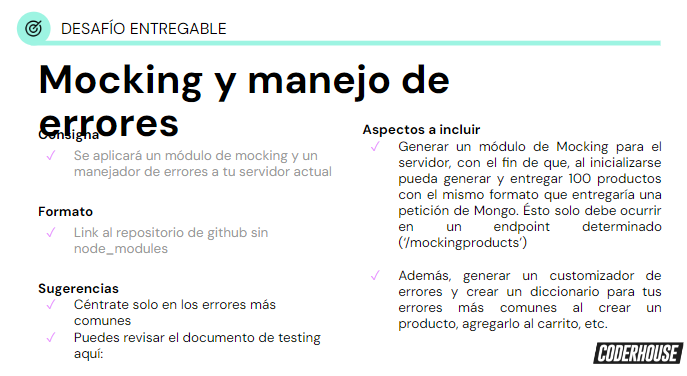 DESAFÍO ENTREGABLE
Mocking y manejo de
errores
Consigna
Se aplicará un módulo de mocking y un
manejador de errores a tu servidor actual
Formato
Link al repositorio de github sin
node_modules
Sugerencias
Céntrate solo en los errores más
comunes
Puedes revisar el documento de testing
aquí:
Aspectos a incluir
Generar un módulo de Mocking para el
servidor, con el fin de que, al inicializarse
pueda generar y entregar 100 productos
con el mismo formato que entregaría una
petición de Mongo. Ésto solo debe ocurrir
en un endpoint determinado
(‘/mockingproducts’)
Además, generar un customizador de
errores y crear un diccionario para tus
errores más comunes al crear un
producto, agregarlo al carrito, etc.
CODERHOUSE